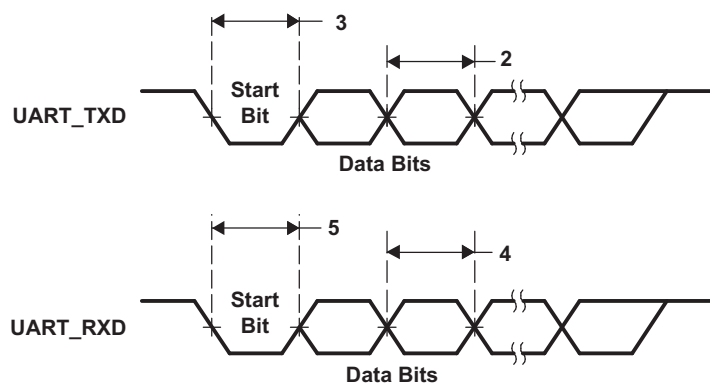 3
2
Start
Bit
UART_TXD
Data Bits
5
4
Start
Bit
UART_RXD
Data Bits